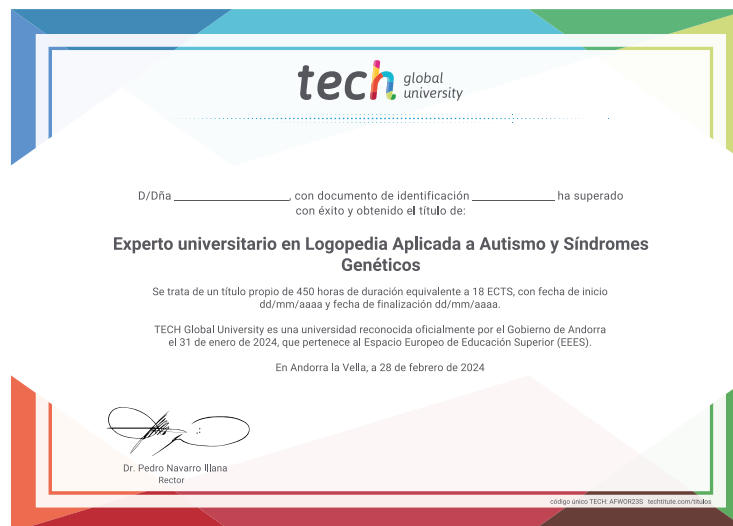 tech global
university
D/Dña ____________________, con documento de identificación ______________ ha superado
con éxito y obtenido el título de:
Experto universitario en Logopedia Aplicada a Autismo y Síndromes
Genéticos
Se trata de un título propio de 450 horas de duración equivalente a 18 ECTS, con fecha de inicio
dd/mm/aaaa y fecha de finalización dd/mm/aaaa.
TECH Global University es una universidad reconocida oficialmente por el Gobierno de Andorra
el 31 de enero de 2024, que pertenece al Espacio Europeo de Educación Superior (EEES).
En Andorra la Vella, a 28 de febrero de 2024
Dr. Pedro Navarro Illana
Rector
código único TECH: AFWOR23S techtitute.com/titulos